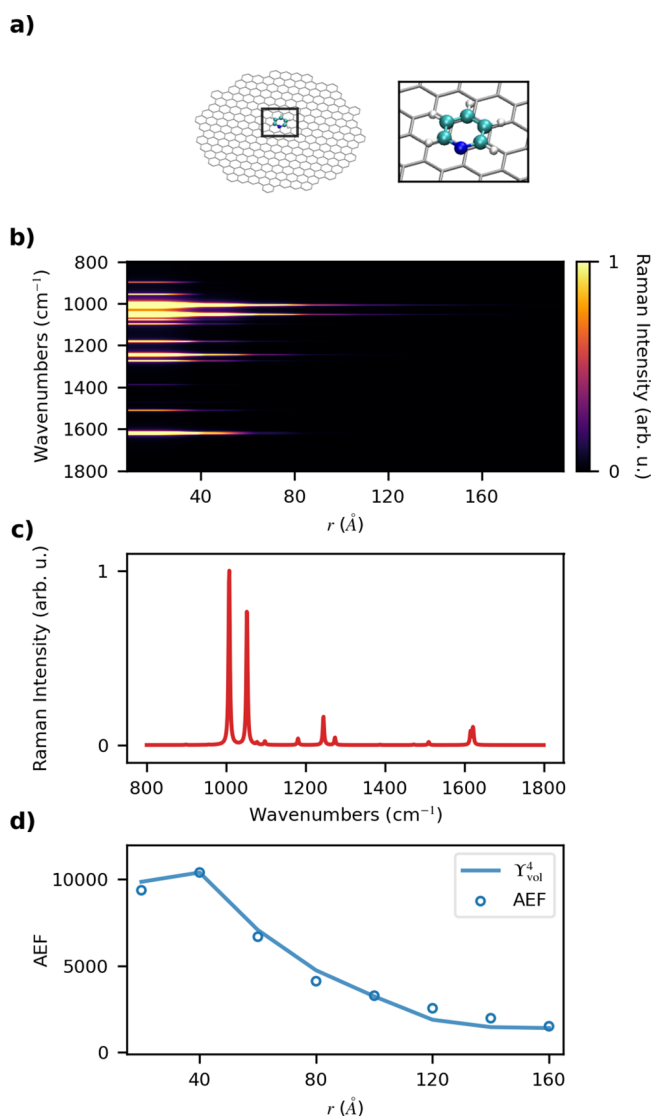 a)
b)
800
1000
1200
1400
1600
1800
Wavenumbers (cm⁻¹)
40
80
120
160
r (Å)
1
0
Raman Intensity (arb. u.)
c)
1
0
Raman Intensity (arb. u.)
800
1000
1200
1400
1600
1800
Wavenumbers (cm⁻¹)
d)
10000
5000
0
AEF
ϒ⁴vol
AEF
40
80
120
160
r (Å)